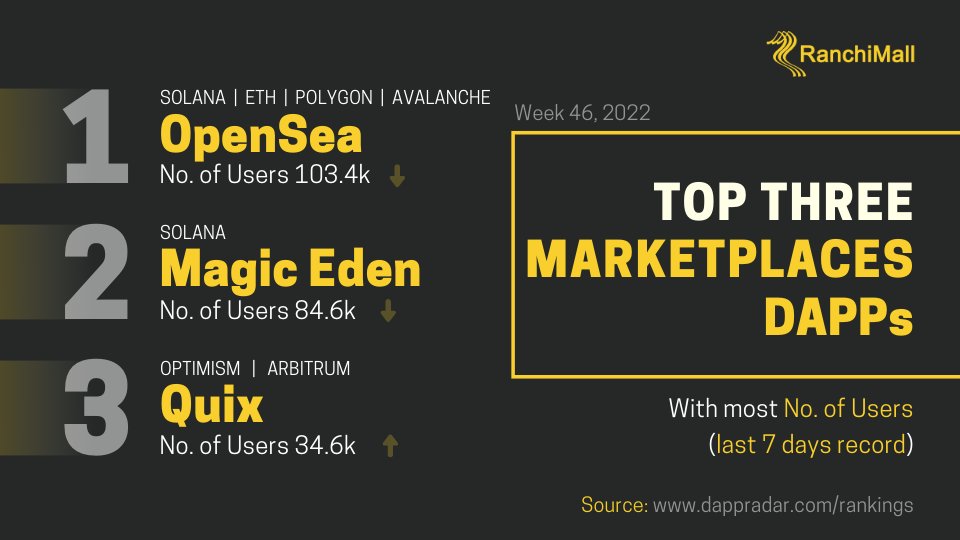 RanchiMall
1
SOLANA | ETH | POLYGON | AVALANCHE
OpenSea
No. of Users 103.4k
2
SOLANA
Magic Eden
No. of Users 84.6k
3
OPTIMISM | ARBITRUM
Quix
No. of Users 34.6k
Week 46, 2022
TOP THREE
MARKETPLACES
DAPPs
With most No. of Users
(last 7 days record)
Source: www.dappradar.com/rankings